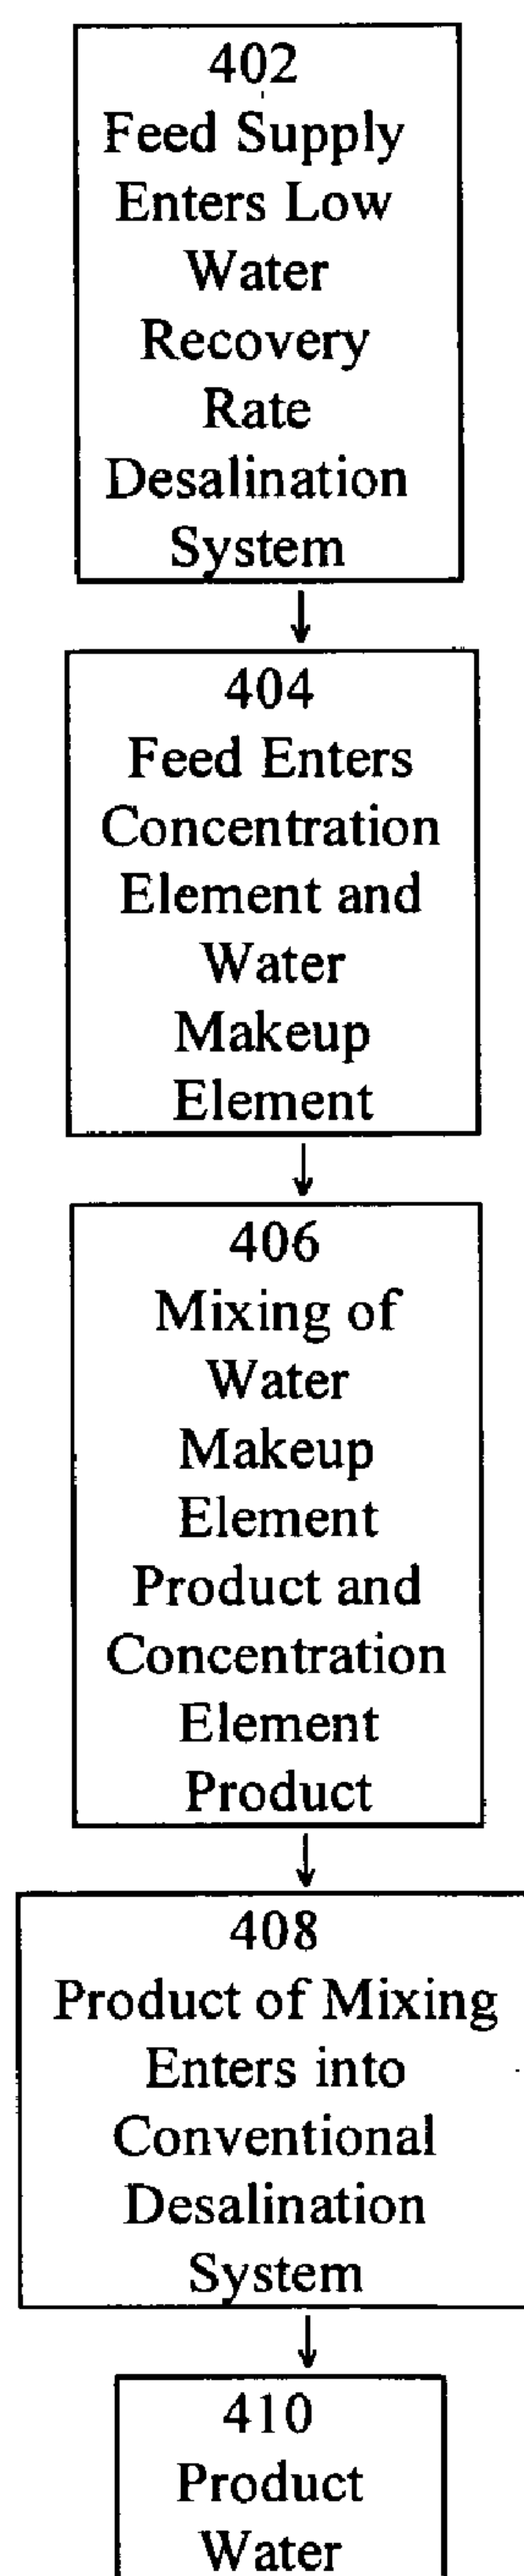 402
Feed Supply
Enters Low
Water
Recovery
Rate
Desalination
System
404
Feed Enters
Concentration
Element and
Water
Makeup
Element
406
Mixing of
Water
Makeup
Element
Product and
Concentration
Element
Product
408
Product of Mixing
Enters into
Conventional
Desalination
System
410
Product
Water